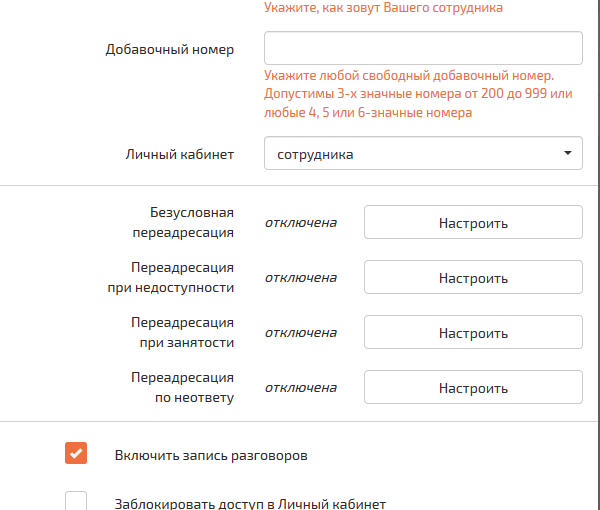 Укажите, как зовут Вашего сотрудника
Добавочный номер
Укажите любой свободный добавочный номер.
Допустимы 3-х значные номера от 200 до 999 или
любые 4, 5 или 6-значные номера
Личный кабинет
сотрудника
Безусловная
переадресация
отключена
Настроить
Переадресация
при недоступности
отключена
Настроить
Переадресация
при занятости
отключена
Настроить
Переадресация
по неответу
отключена
Настроить
Включить запись разговоров
Заблокировать доступ в Личный кабинет